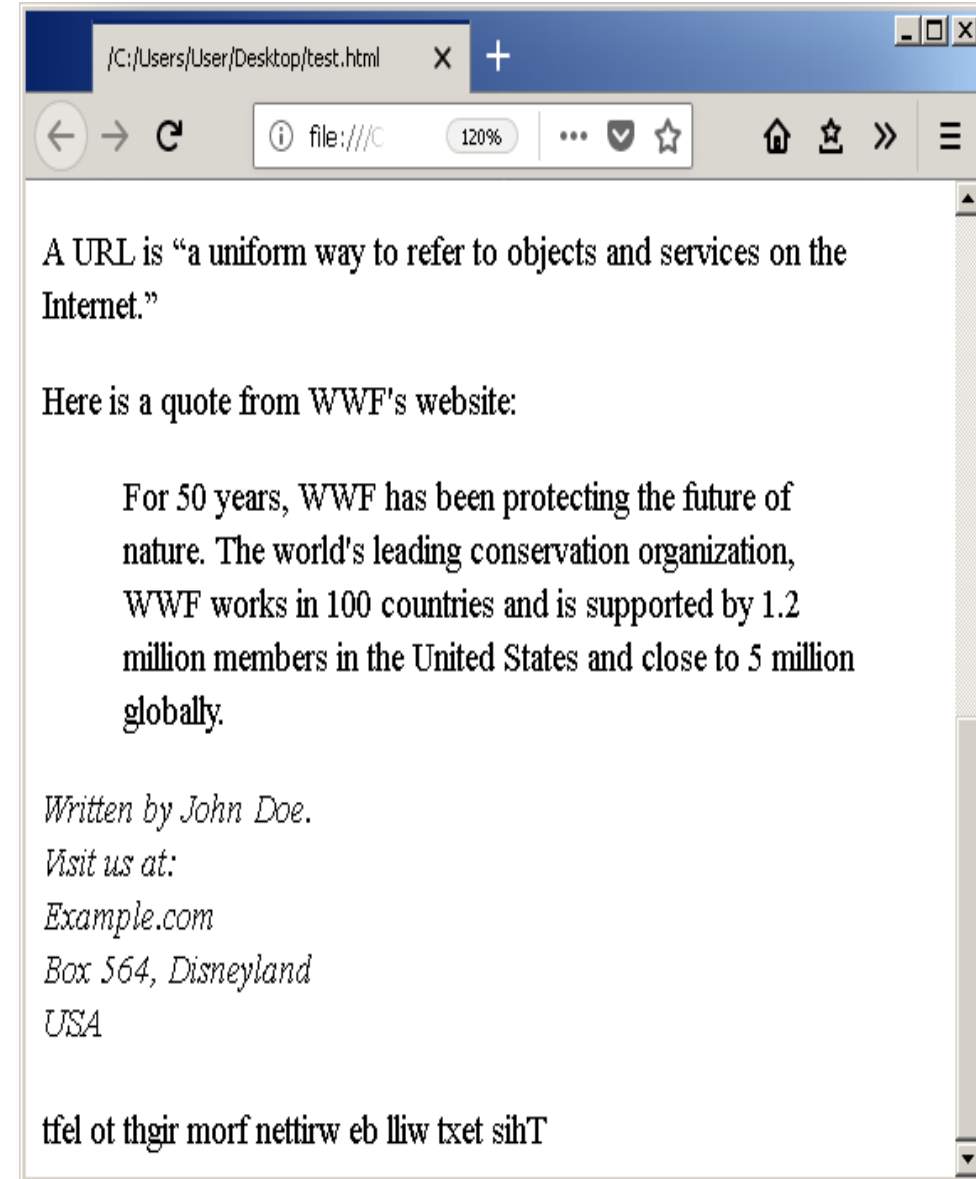 /C:/Users/User/Desktop/test.html
file:///C
120%
A URL is “a uniform way to refer to objects and services on the
Internet.”
Here is a quote from WWF's website:
For 50 years, WWF has been protecting the future of
nature. The world's leading conservation organization,
WWF works in 100 countries and is supported by 1.2
million members in the United States and close to 5 million
globally.
Written by John Doe.
Visit us at:
Example.com
Box 564, Disneyland
USA
tfel ot thgir morf nettirw eb lliw txet sihT